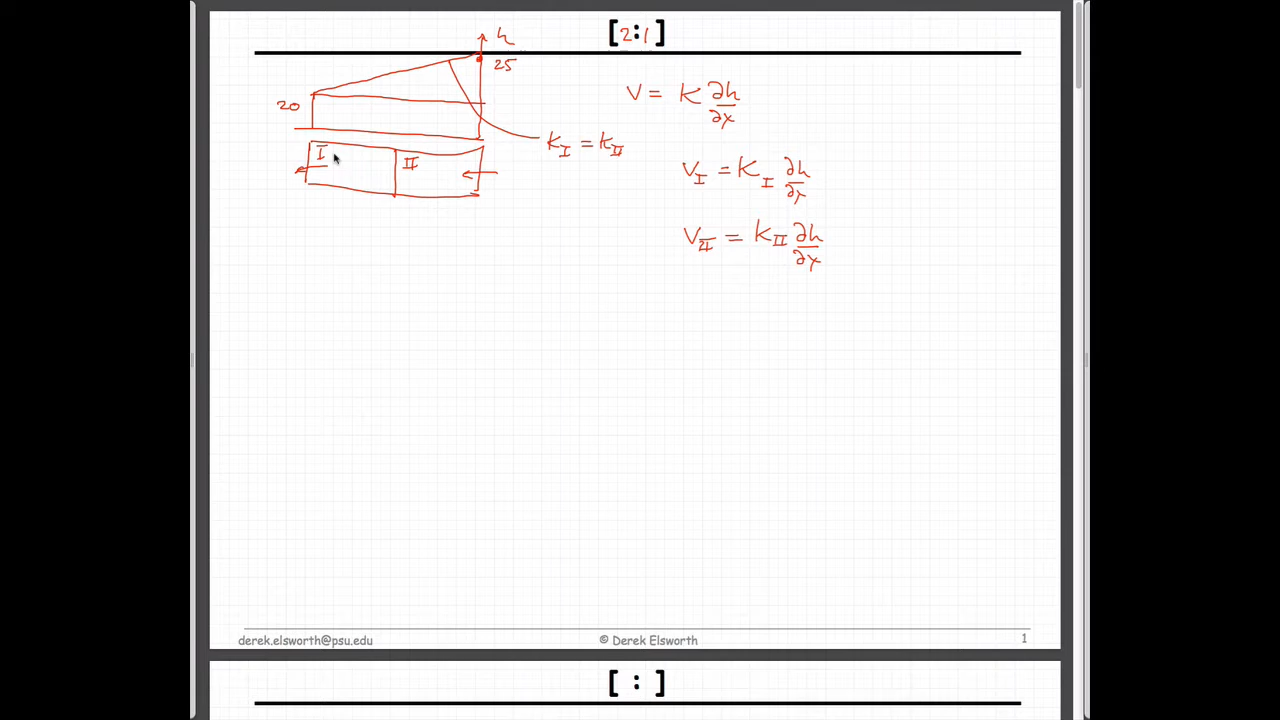 [2:1]
h
25
20
V = K ∂h/∂x
K_I = K_II
I
II
V_I = K_I ∂h/∂x
V_II = K_II ∂h/∂x
derek.elsworth@psu.edu
© Derek Elsworth
1
[ : ]